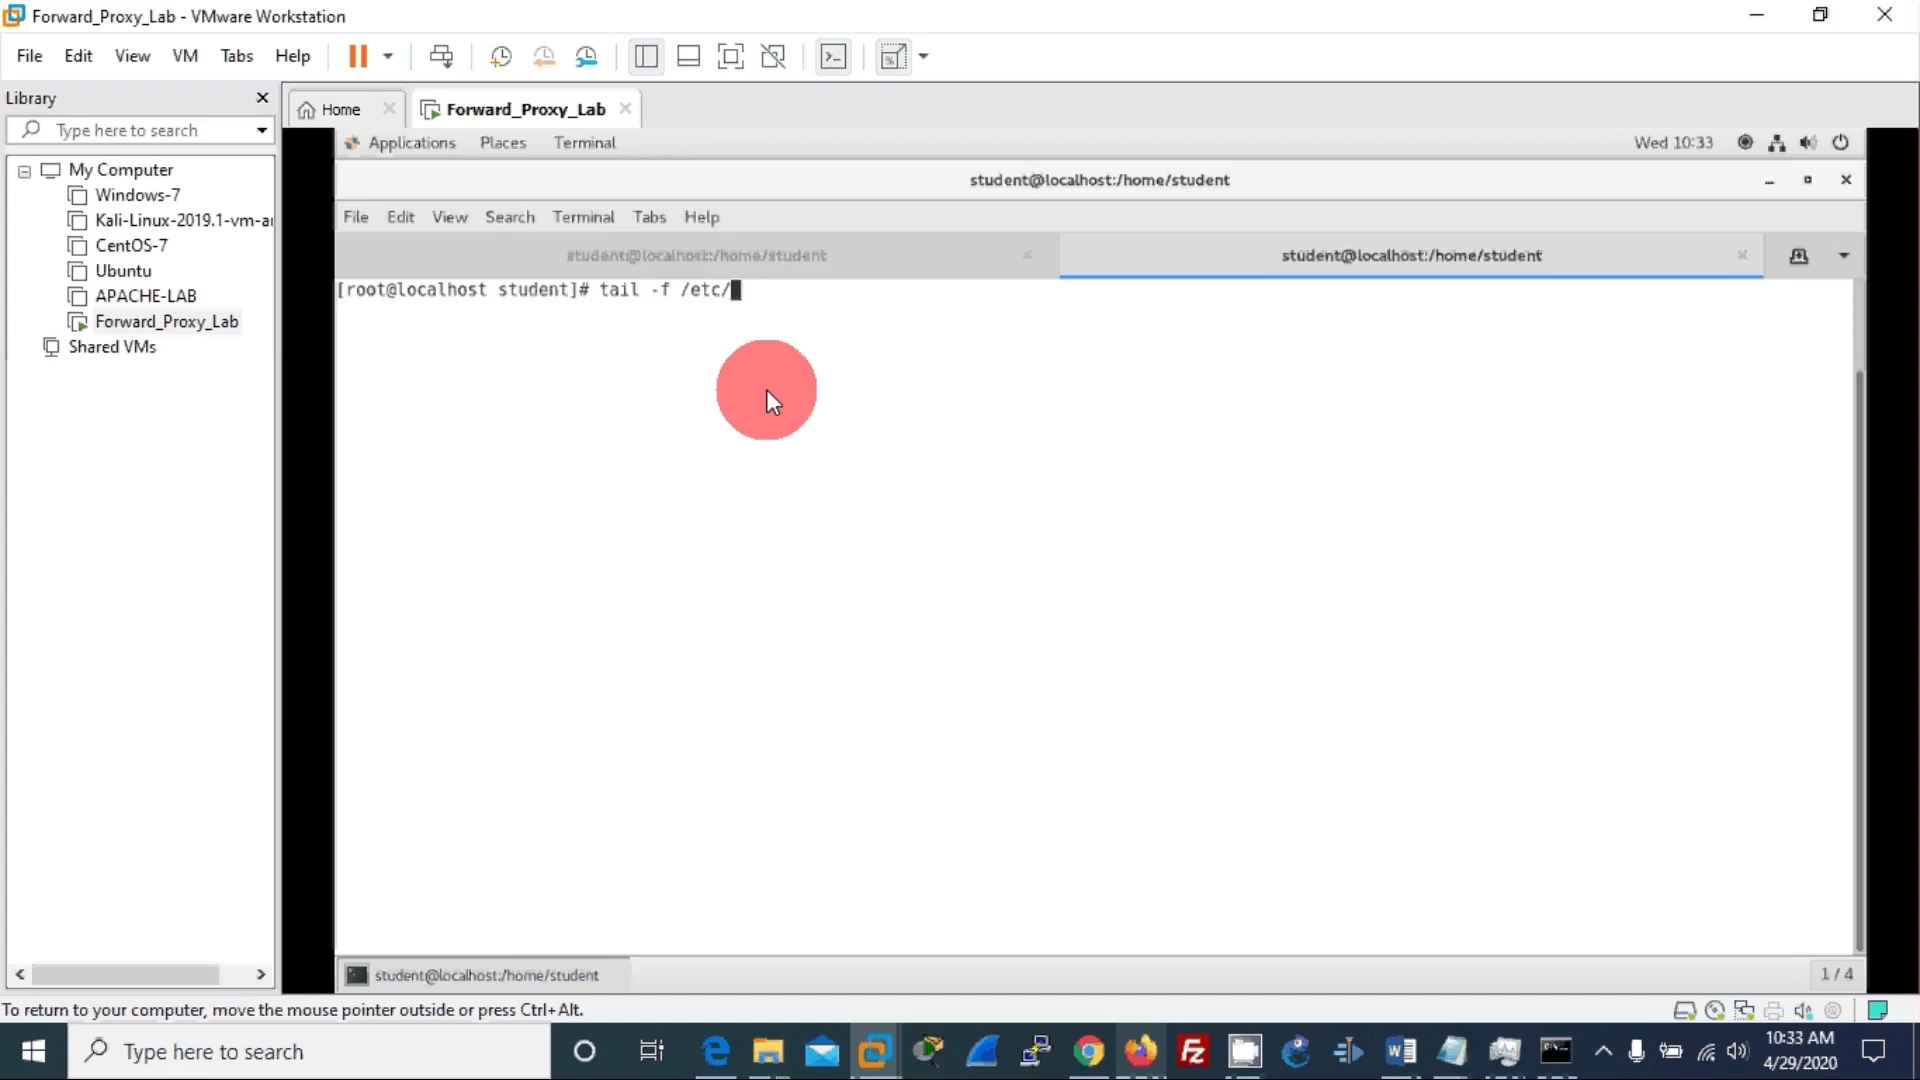 Forward_Proxy_Lab - VMware Workstation
File Edit View VM Tabs Help
Library
Type here to search
My Computer
Windows-7
Kali-Linux-2019.1-vm-ar
CentOS-7
Ubuntu
APACHE-LAB
Forward_Proxy_Lab
Shared VMs
Home
Forward_Proxy_Lab
Applications Places Terminal
Wed 10:33
student@localhost:/home/student
File Edit View Search Terminal Tabs Help
student@localhost:/home/student
student@localhost:/home/student
[root@localhost student]# tail -f /etc/
student@localhost:/home/student
1 / 4
To return to your computer, move the mouse pointer outside or press Ctrl+Alt.
Type here to search
10:33 AM
4/29/2020